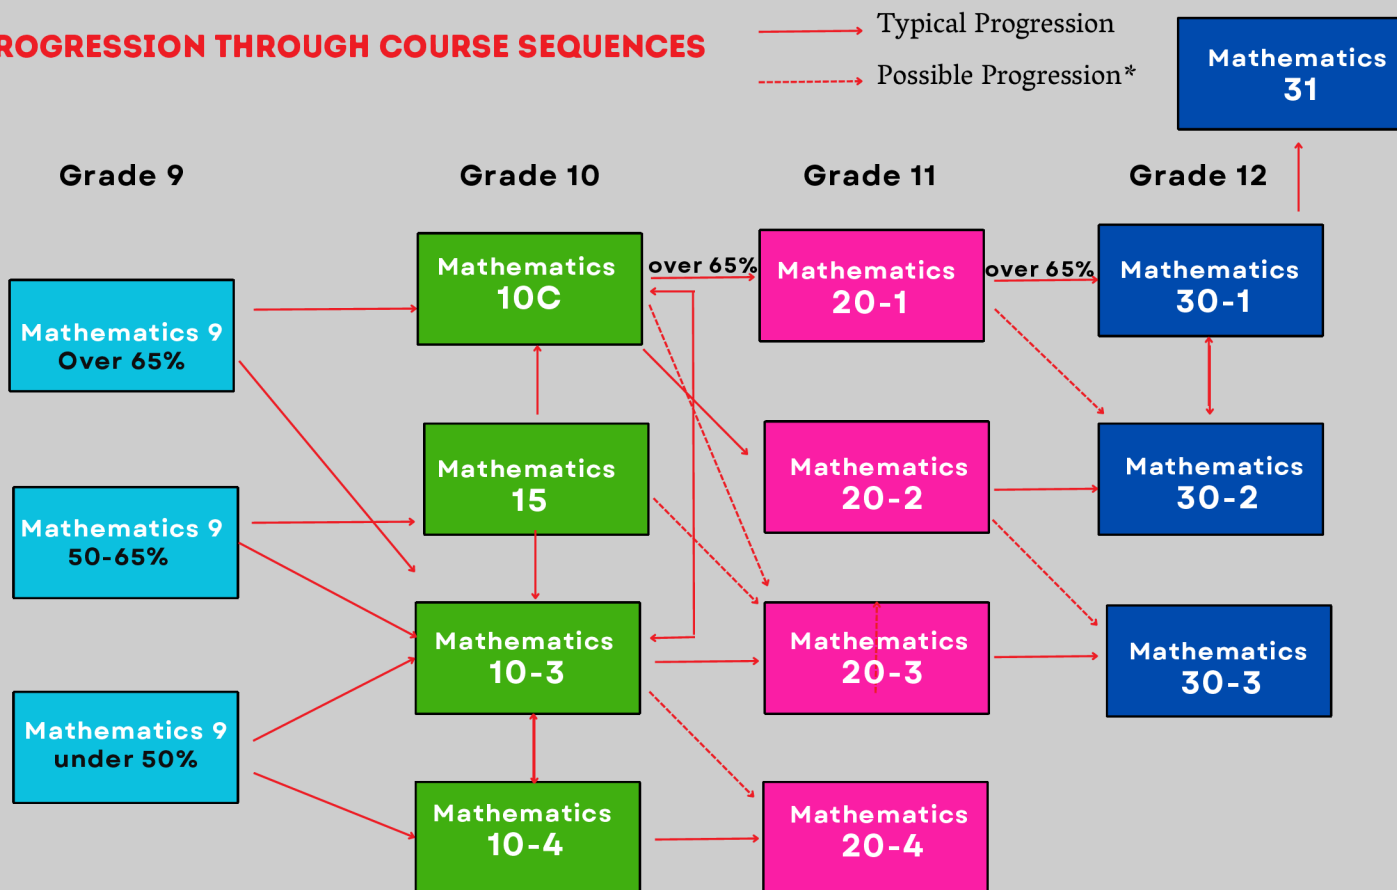 ROGRESSION THROUGH COURSE SEQUENCES
Typical Progression
Possible Progression*
Mathematics
31
Grade 9
Grade 10
Grade 11
Grade 12
Mathematics 9
Over 65%
Mathematics
10C
over 65%
Mathematics
20-1
over 65%
Mathematics
30-1
Mathematics 9
50-65%
Mathematics
15
Mathematics
20-2
Mathematics
30-2
Mathematics 9
under 50%
Mathematics
10-3
Mathematics
20-3
Mathematics
30-3
Mathematics
10-4
Mathematics
20-4